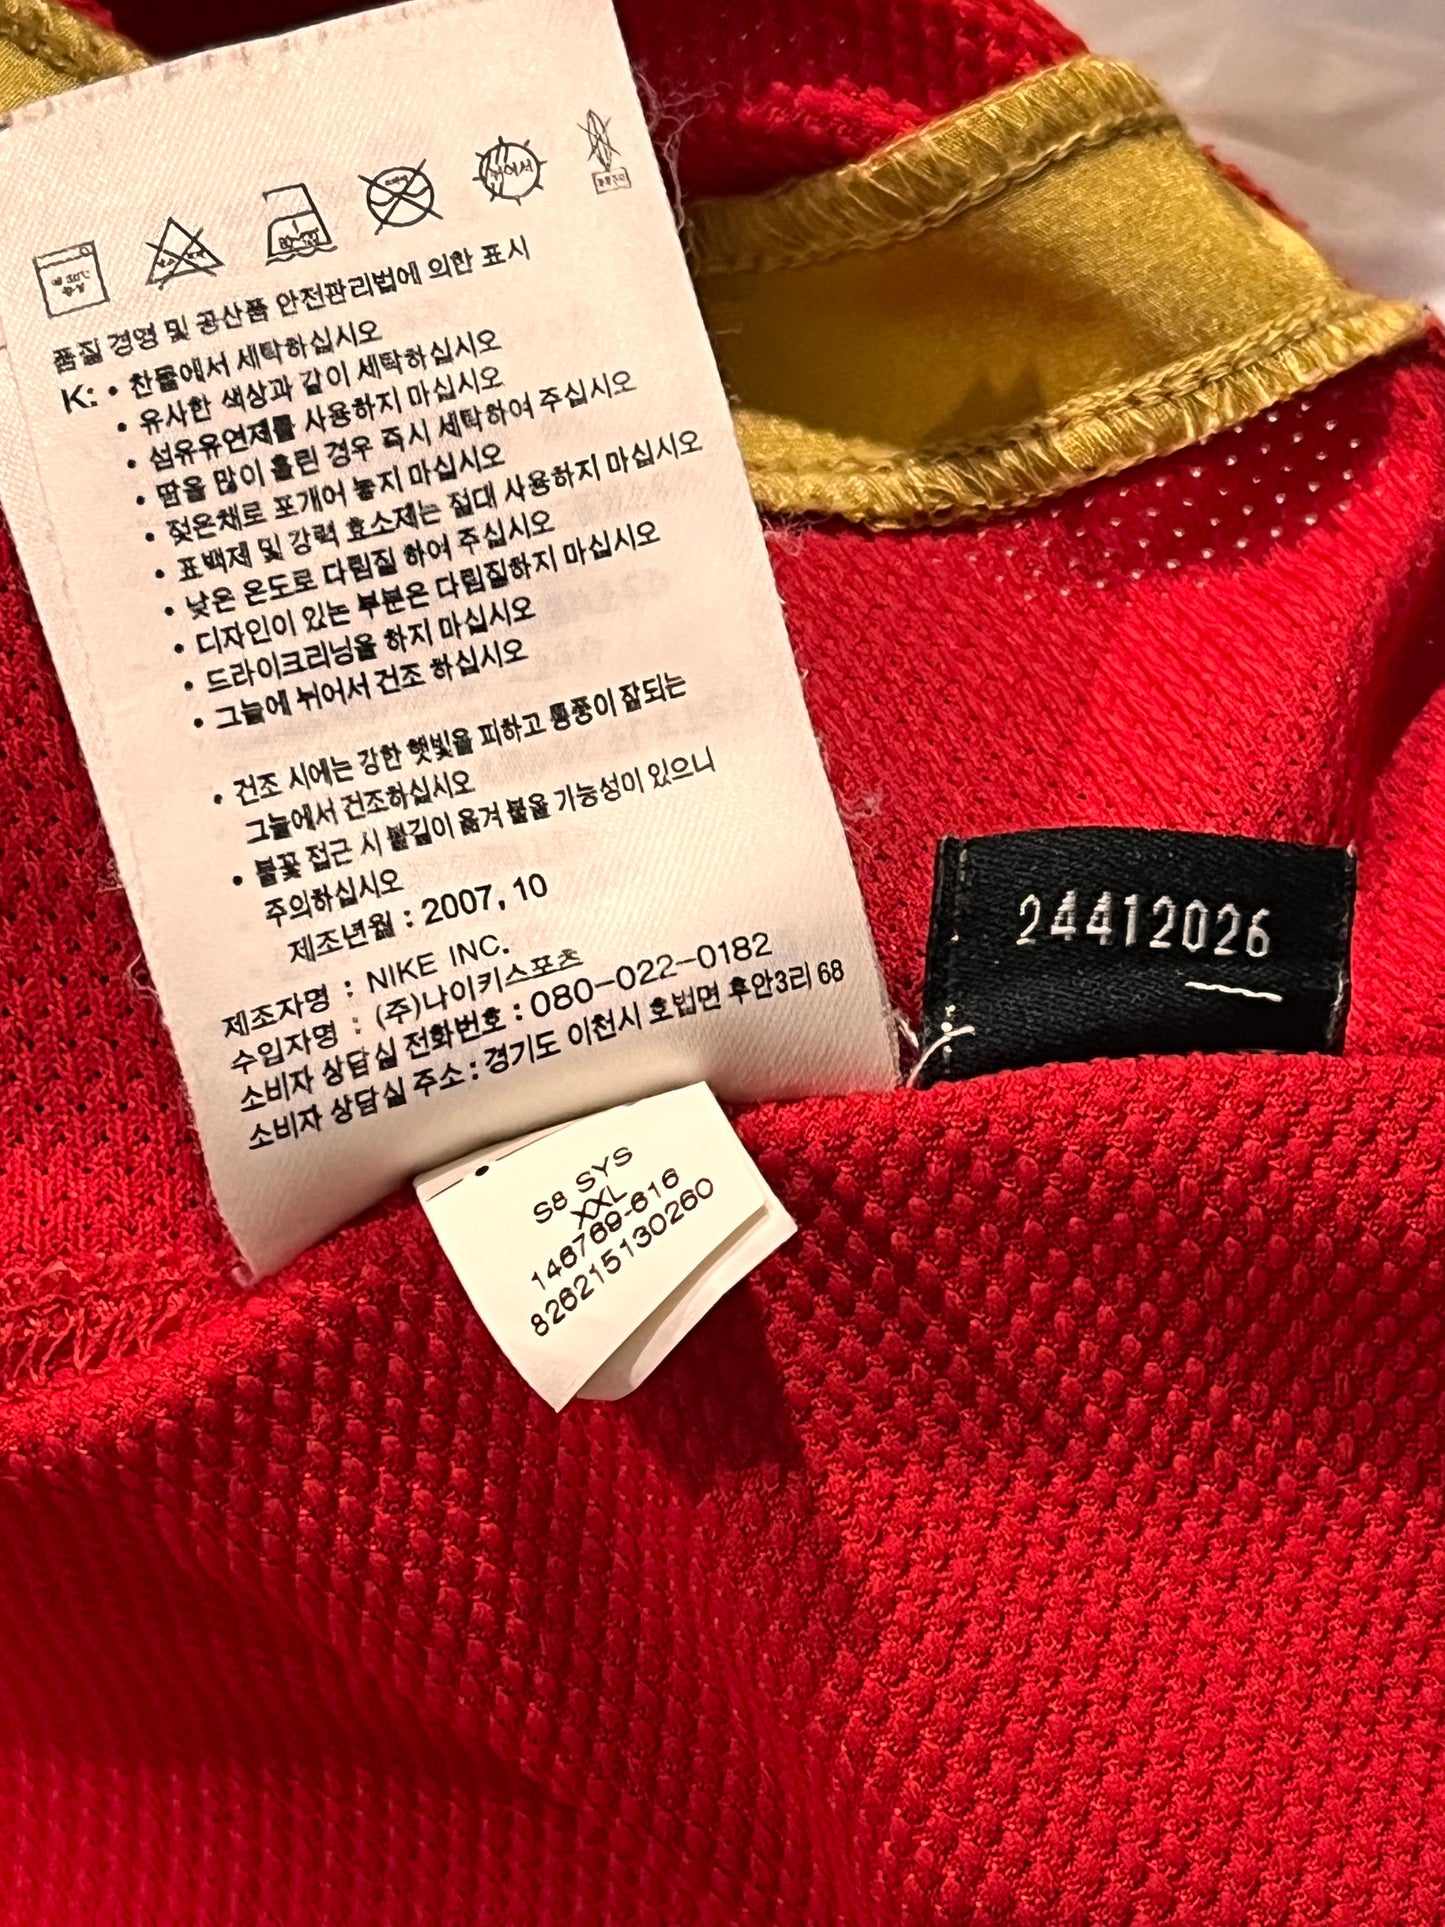 뉘어서
품질 경영 및 공산품 안전관리법에 의한 표시
K: • 찬물에서 세탁하십시오
• 유사한 색상과 같이 세탁하십시오
• 섬유유연제를 사용하지 마십시오
• 땀을 많이 흘린 경우 즉시 세탁하여 주십시오
• 젖은채로 포개어 놓지 마십시오
• 표백제 및 강력 효소제는 절대 사용하지 마십시오
• 낮은 온도로 다림질 하여 주십시오
• 디자인이 있는 부분은 다림질하지 마십시오
• 드라이크리닝을 하지 마십시오
• 그늘에 뉘어서 건조 하십시오
• 건조 시에는 강한 햇빛을 피하고 통풍이 잘되는
그늘에서 건조하십시오
• 불꽃 접근 시 불길이 옮겨 붙을 가능성이 있으니
주의하십시오
제조년월 : 2007, 10
제조자명 : NIKE INC.
수입자명 : (주)나이키스포츠
소비자 상담실 전화번호 : 080-022-0182
소비자 상담실 주소 : 경기도 이천시 호법면 후안3리 68
24412026
S8 SYS
XXL
146769-616
826215130260